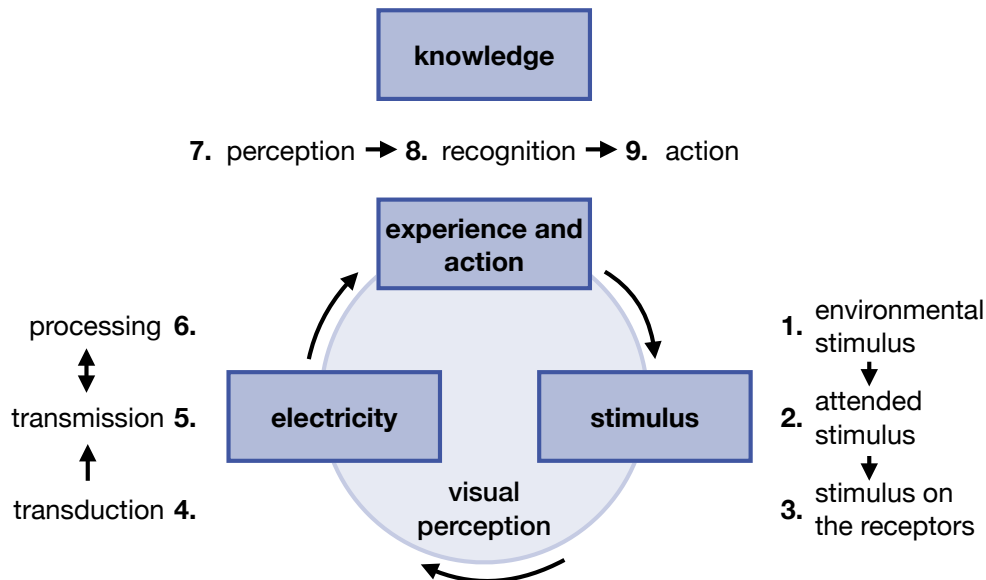 knowledge
7. perception → 8. recognition → 9. action
experience and
action
processing 6.
transmission 5.
transduction 4.
electricity
stimulus
visual
perception
1. environmental
stimulus
2. attended
stimulus
3. stimulus on
the receptors